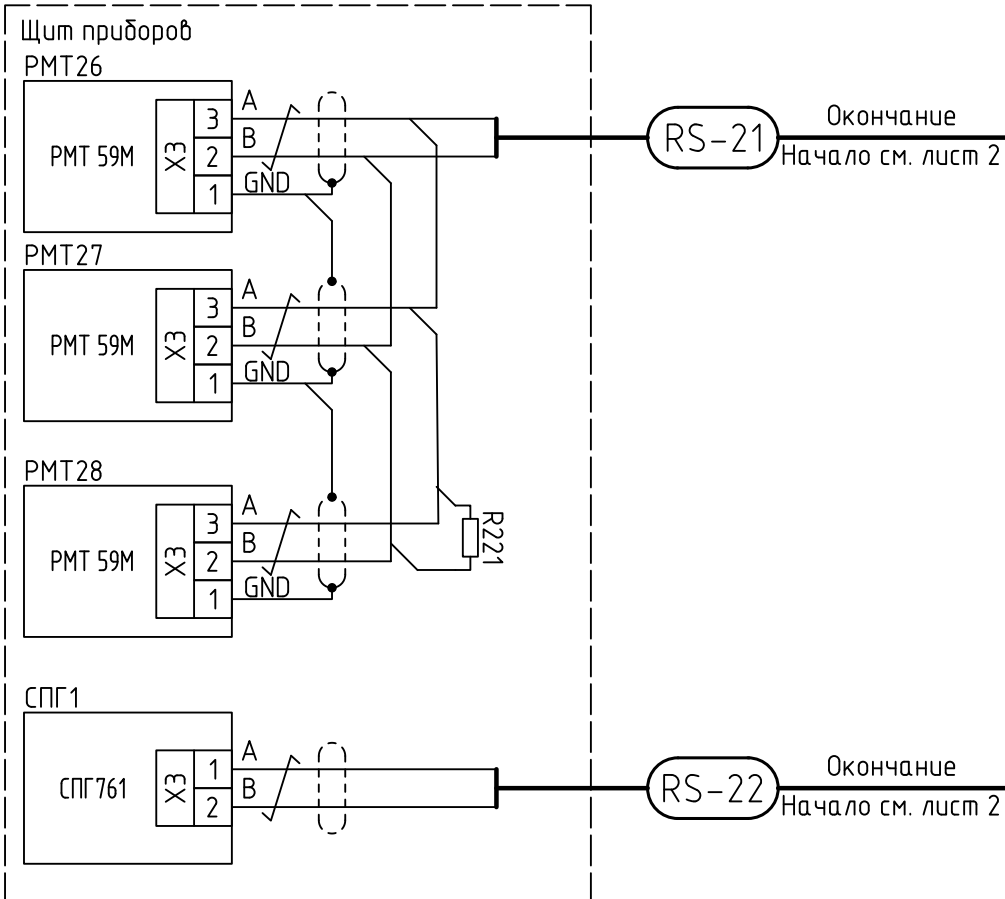 Щит приборов
РМТ26
РМТ 59М
Х3
3
2
1
A
B
GND
RS-21
Окончание
Начало см. лист 2
РМТ27
РМТ 59М
Х3
3
2
1
A
B
GND
РМТ28
РМТ 59М
Х3
3
2
1
A
B
GND
R221
СПГ1
СПГ761
Х3
1
2
A
B
RS-22
Окончание
Начало см. лист 2